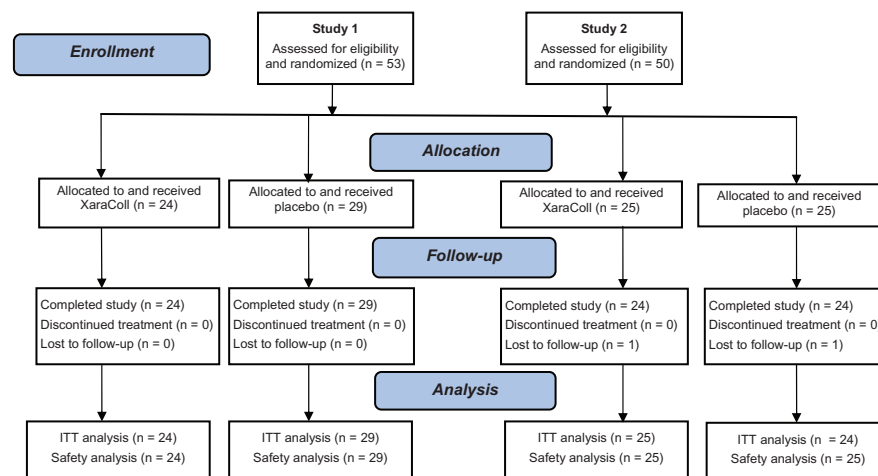 Enrollment
Study 1
Assessed for eligibility
and randomized (n = 53)
Study 2
Assessed for eligibility
and randomized (n = 50)
Allocation
Allocated to and received
XaraColl (n = 24)
Allocated to and received
placebo (n = 29)
Allocated to and received
XaraColl (n = 25)
Allocated to and received
placebo (n = 25)
Follow-up
Completed study (n = 24)
Discontinued treatment (n = 0)
Lost to follow-up (n = 0)
Completed study (n = 29)
Discontinued treatment (n = 0)
Lost to follow-up (n = 0)
Completed study (n = 24)
Discontinued treatment (n = 0)
Lost to follow-up (n = 1)
Completed study (n = 24)
Discontinued treatment (n = 0
Lost to follow-up (n = 1)
Analysis
ITT analysis (n = 24)
Safety analysis (n = 24)
ITT analysis (n = 29)
Safety analysis (n = 29)
ITT analysis (n = 25)
Safety analysis (n = 25)
ITT analysis (n = 24)
Safety analysis (n = 25)